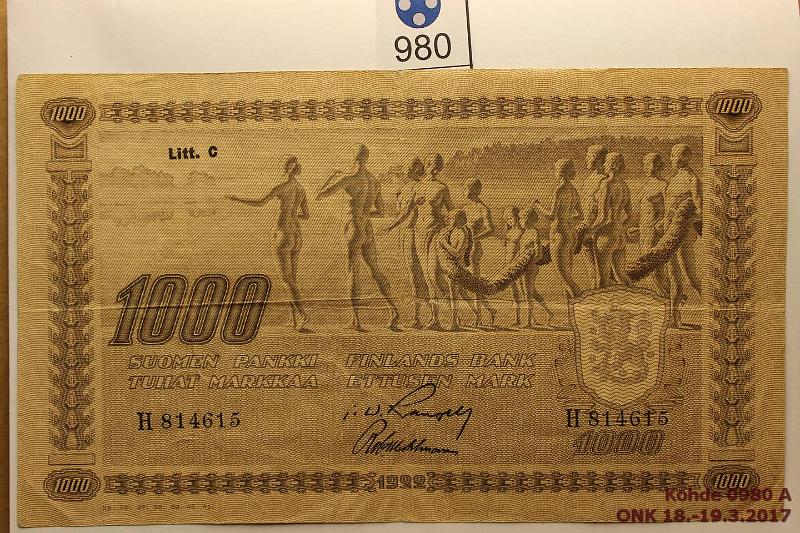 980
1000 1000
Litt. C
1000
SUOMEN PANKKI FINLANDS BANK
TUHAT MARKKAA ETTUSEN MARK
H 814615 H 814615
1000
1000 1922 1000
Kohde 0980 A
ONK 18.-19.3.2017